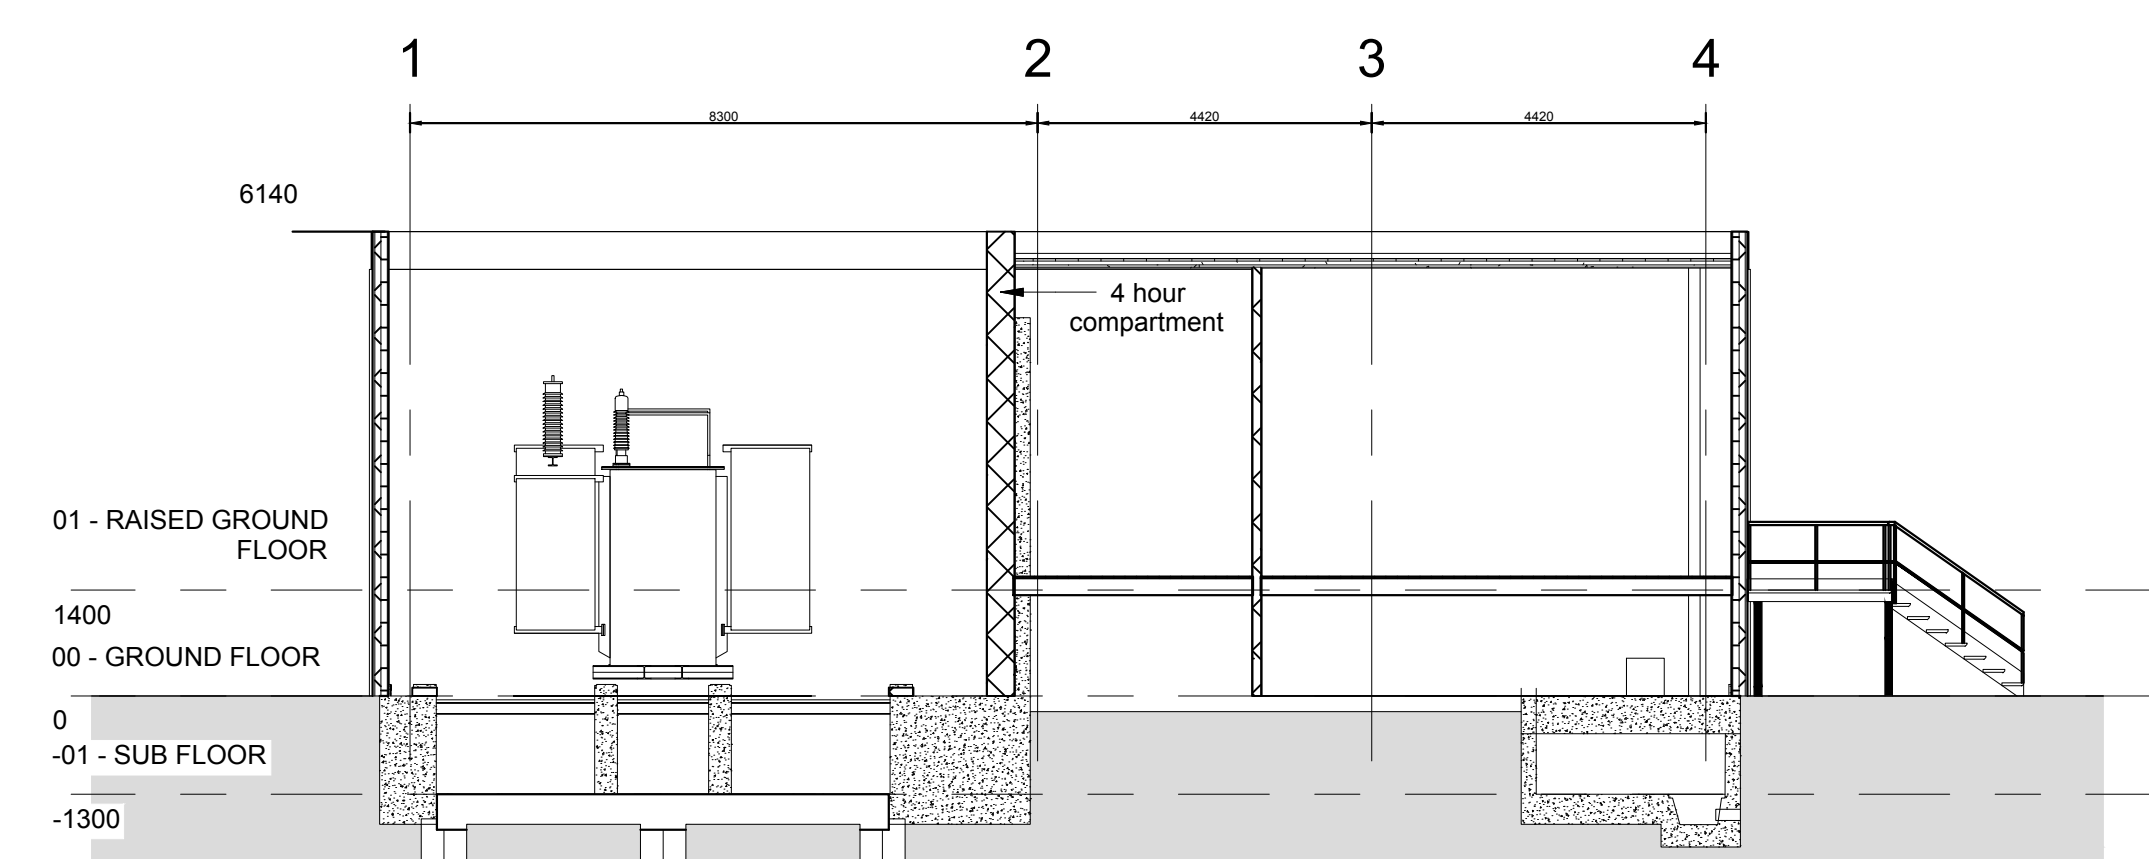 1 2 3 4
8300 4420 4420
6140
4 hour
compartment
01 - RAISED GROUND
FLOOR
1400
00 - GROUND FLOOR
0
-01 - SUB FLOOR
-1300